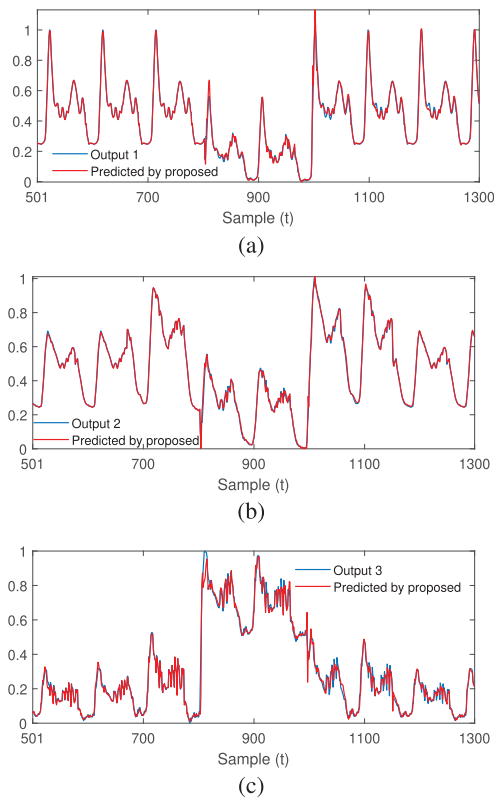 1
0.8
0.6
0.4
0.2
0
Output 1
Predicted by proposed
501 700 900 1100 1300
Sample (t)
(a)
1
0.8
0.6
0.4
0.2
0
Output 2
Predicted by proposed
501 700 900 1100 1300
Sample (t)
(b)
1
0.8
0.6
0.4
0.2
0
Output 3
Predicted by proposed
501 700 900 1100 1300
Sample (t)
(c)